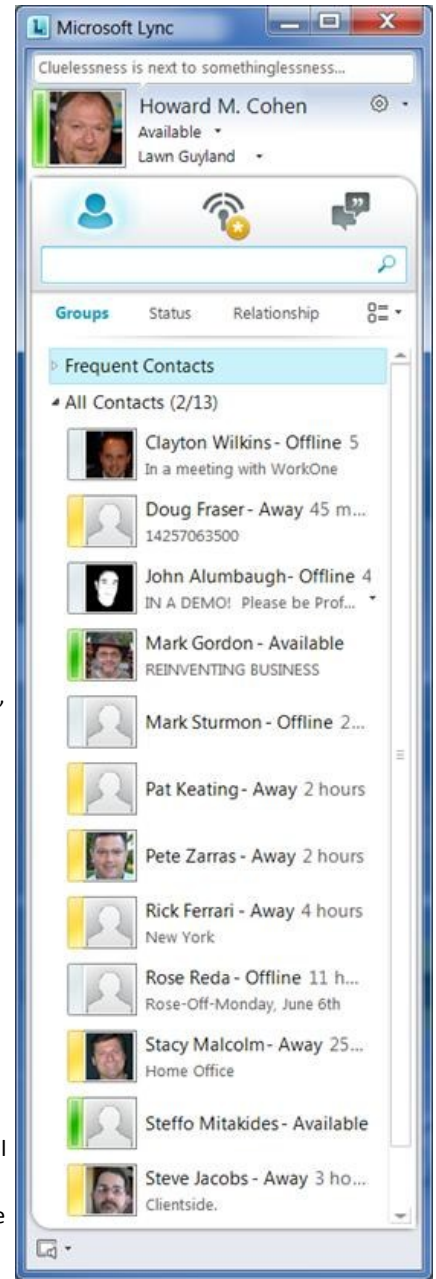 Microsoft Lync
Cluelessness is next to somethinglessness...
Howard M. Cohen
Available
Lawn Guyland
Groups Status Relationship
Frequent Contacts
All Contacts (2/13)
Clayton Wilkins - Offline 5
In a meeting with WorkOne
Doug Fraser - Away 45 m...
14257063500
John Alumbaugh- Offline 4
IN A DEMO! Please be Prof...
Mark Gordon - Available
REINVENTING BUSINESS
,
Mark Sturmon - Offline 2...
Pat Keating - Away 2 hours
Pete Zarras - Away 2 hours
Rick Ferrari - Away 4 hours
New York
Rose Reda - Offline 11 h...
Rose-Off-Monday, June 6th
Stacy Malcolm- Away 25...
Home Office
Steffo Mitakides - Available
l
Steve Jacobs - Away 3 ho...
e
Clientside.